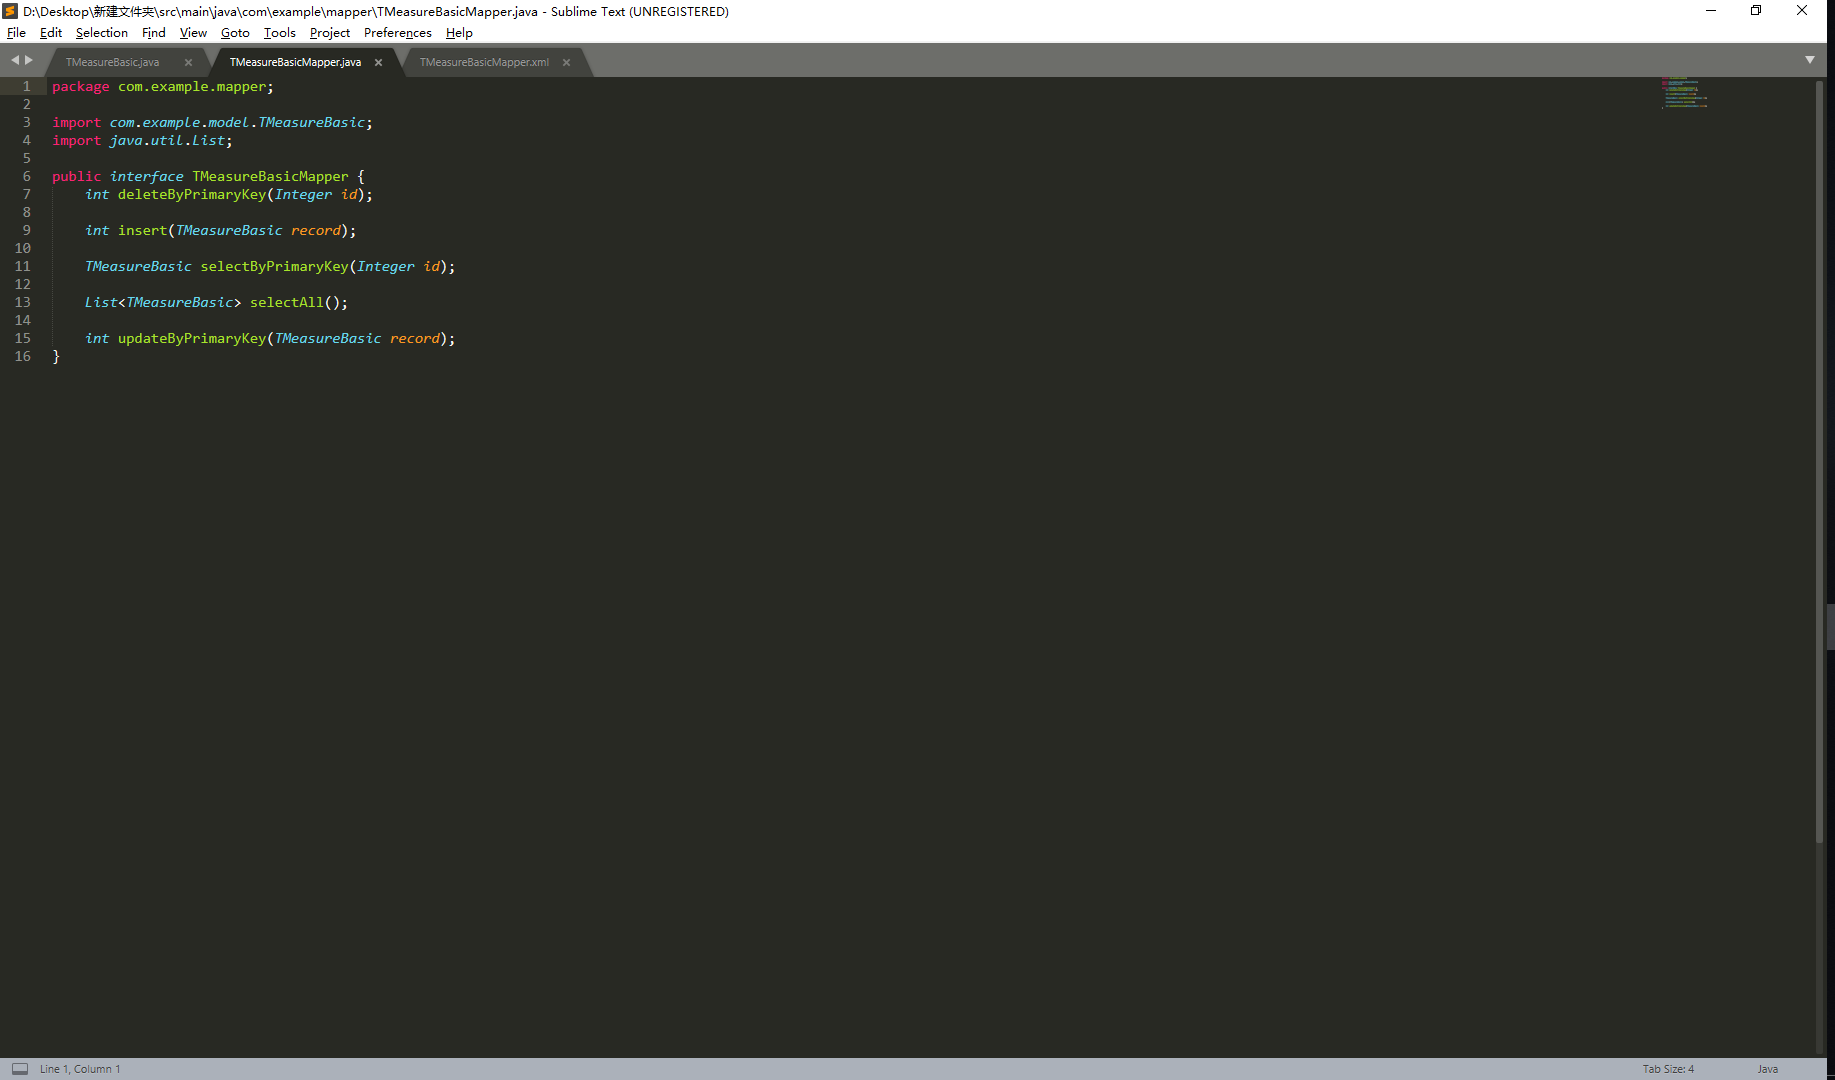 D:\Desktop\新建文件夹\src\main\java\com\example\mapper\TMeasureBasicMapper.java - Sublime Text (UNREGISTERED)
File Edit Selection Find View Goto Tools Project Preferences Help
TMeasureBasic.java TMeasureBasicMapper.java TMeasureBasicMapper.xml
1 package com.example.mapper;
2
3 import com.example.model.TMeasureBasic;
4 import java.util.List;
5
6 public interface TMeasureBasicMapper {
7     int deleteByPrimaryKey(Integer id);
8
9     int insert(TMeasureBasic record);
10
11     TMeasureBasic selectByPrimaryKey(Integer id);
12
13     List<TMeasureBasic> selectAll();
14
15     int updateByPrimaryKey(TMeasureBasic record);
16 }
Line 1, Column 1 Tab Size: 4 Java